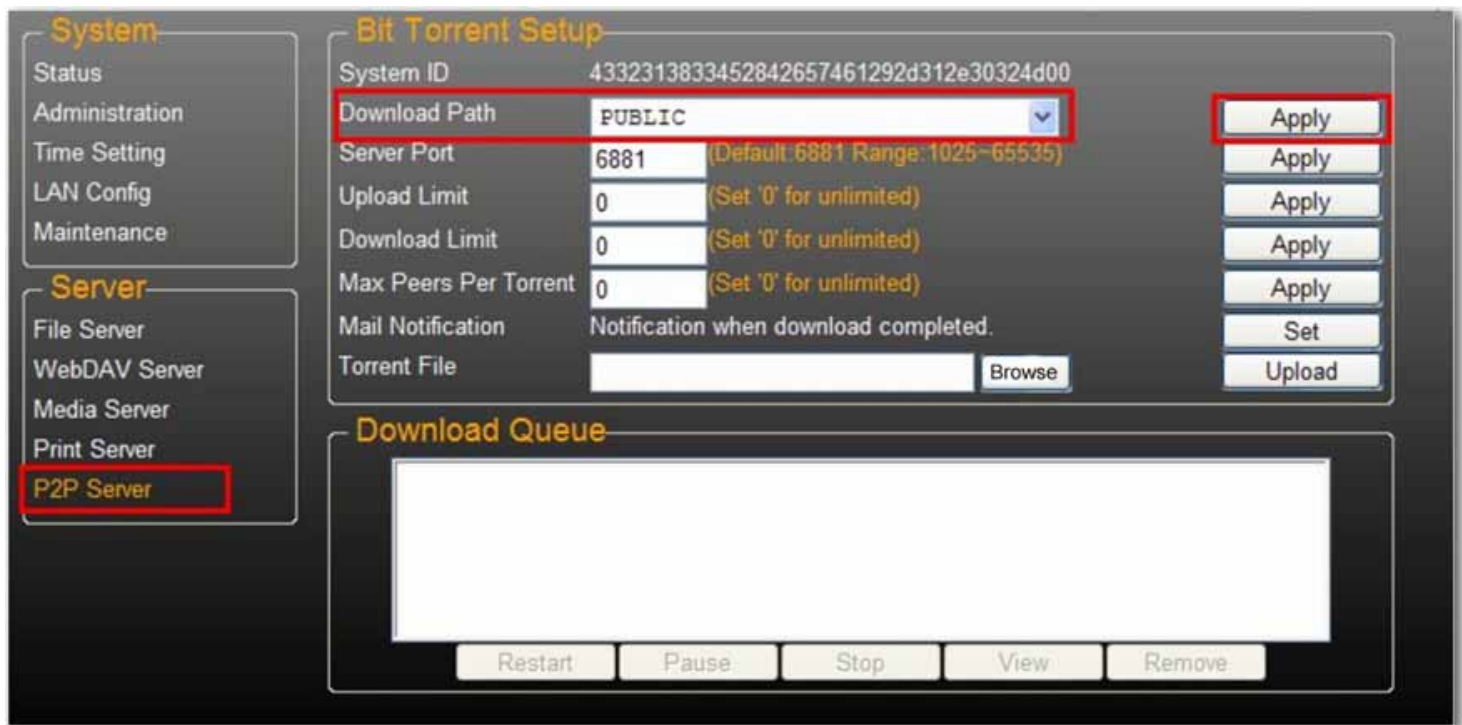 System
Status
Administration
Time Setting
LAN Config
Maintenance
Server
File Server
WebDAV Server
Media Server
Print Server
P2P Server
Bit Torrent Setup
System ID 4332313833452842657461292d312e30324d00
Download Path PUBLIC Apply
Server Port 6881 (Default:6881 Range:1025~65535) Apply
Upload Limit 0 (Set '0' for unlimited) Apply
Download Limit 0 (Set '0' for unlimited) Apply
Max Peers Per Torrent 0 (Set '0' for unlimited) Apply
Mail Notification Notification when download completed. Set
Torrent File Browse Upload
Download Queue
Restart Pause Stop View Remove